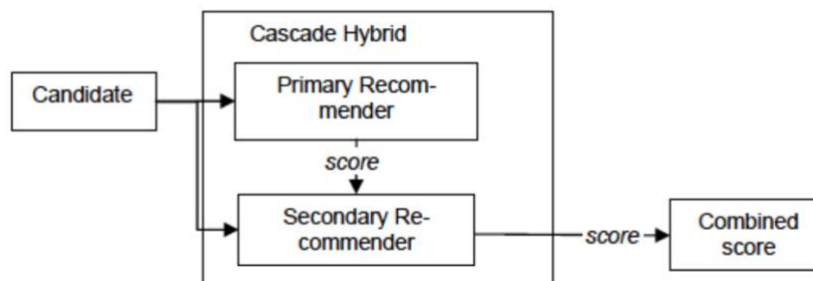 Cascade Hybrid
Candidate
Primary Recom-
mender
score
Secondary Re-
commender
score
Combined
score